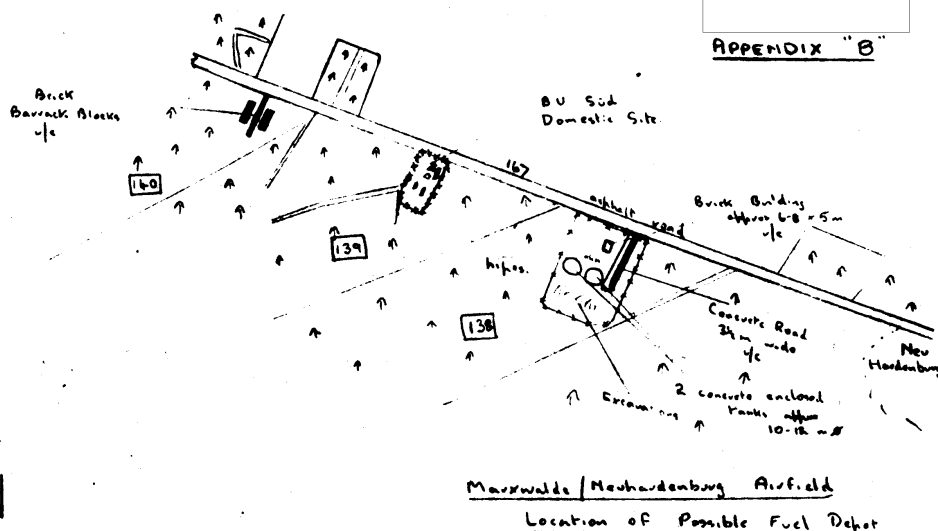 APPENDIX "B"
Brick
Barrack Blocks
u/c
BU Süd
Domestic Site.
140
167
asphalt road
Brick Building
approx 6-8 x 5m
u/c
139
hipos.
138
Concrete Road
3½ m wide
u/c
Neu
Hardenburg
Excavations
2 concrete enclosed
tanks approx
10-12 m Ø
Marxwalde/Neuhardenburg Airfield
Location of Possible Fuel Depot